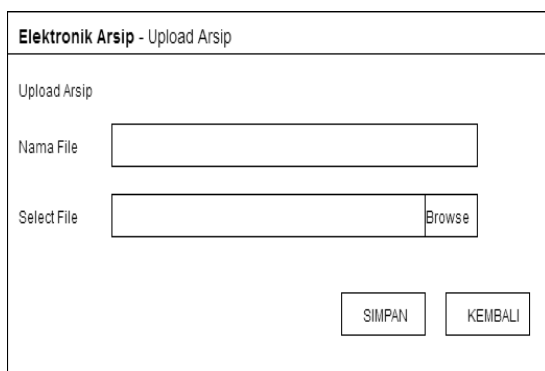 Elektronik Arsip - Upload Arsip
Upload Arsip
Nama File
Select File Browse
SIMPAN KEMBALI